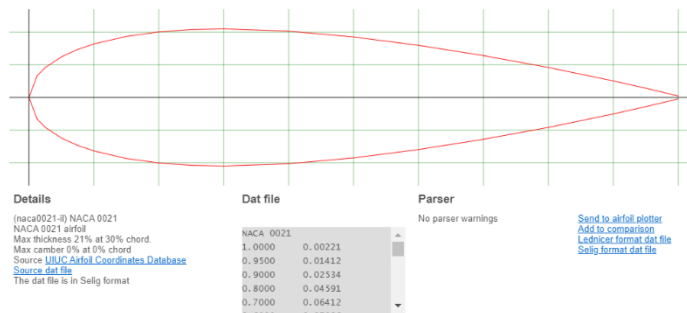 Details
(naca0021-il) NACA 0021
NACA 0021 airfoil
Max thickness 21% at 30% chord.
Max camber 0% at 0% chord
Source UIUC Airfoil Coordinates Database
Source dat file
The dat file is in Selig format
Dat file
NACA 0021
1.0000 0.00221
0.9500 0.01412
0.9000 0.02534
0.8000 0.04591
0.7000 0.06412
Parser
No parser warnings
Send to airfoil plotter
Add to comparison
Lednicer format dat file
Selig format dat file